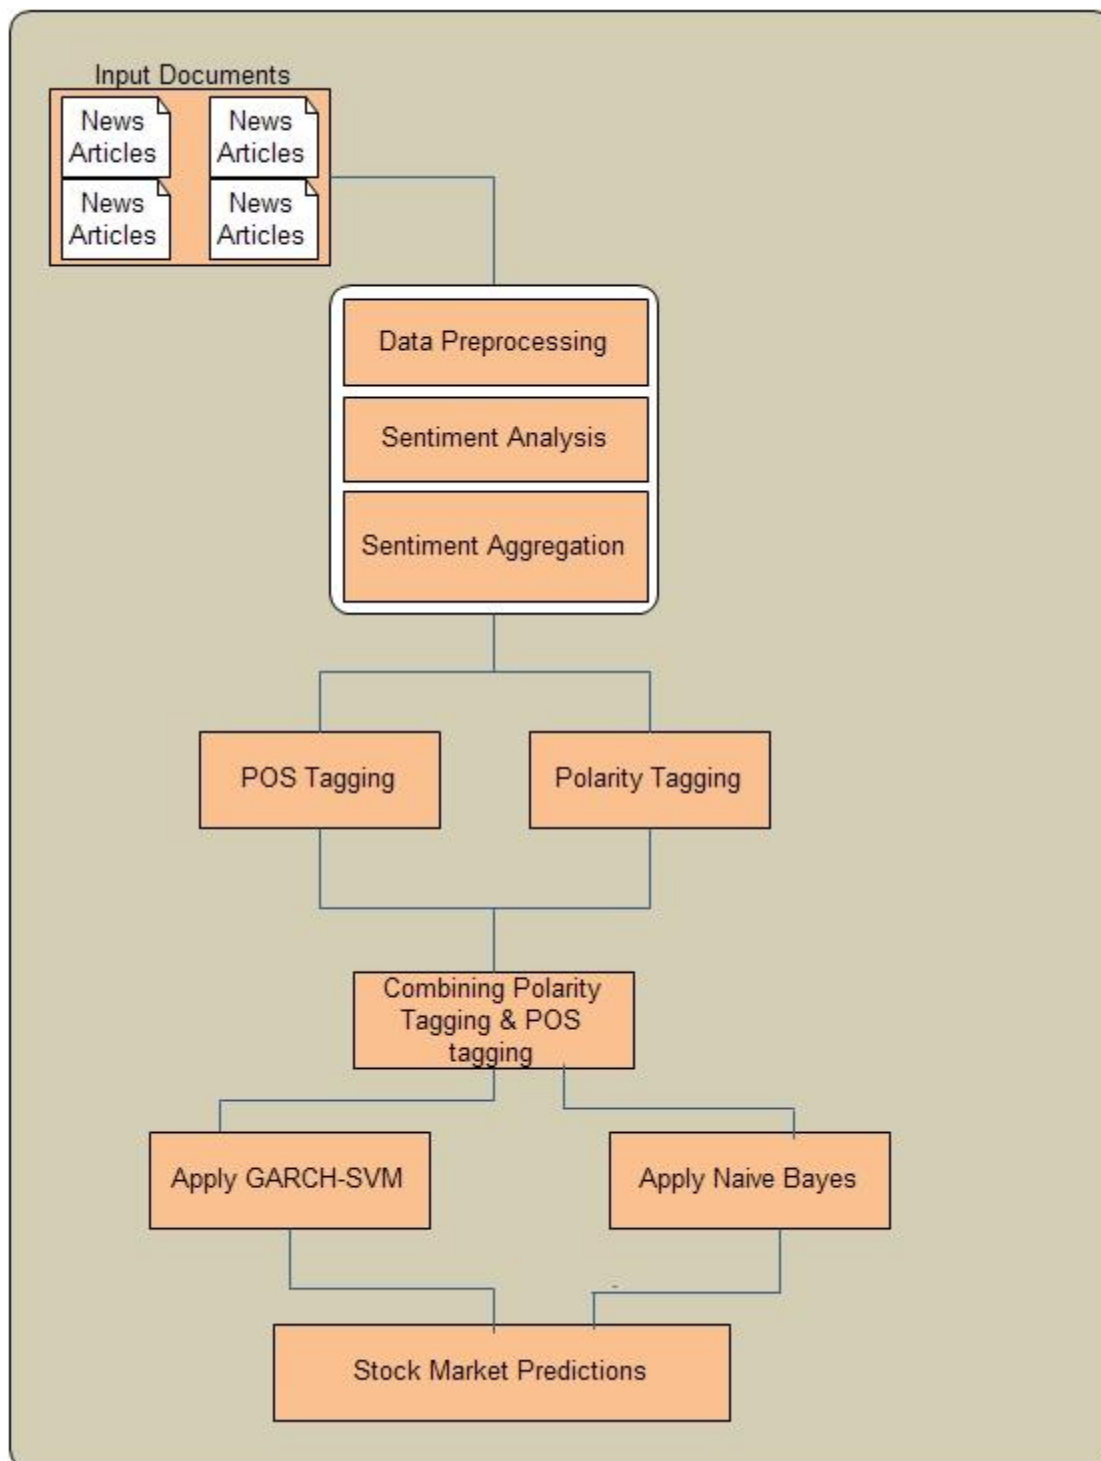 Input Documents
News
Articles
News
Articles
News
Articles
News
Articles
Data Preprocessing
Sentiment Analysis
Sentiment Aggregation
POS Tagging
Polarity Tagging
Combining Polarity
Tagging & POS
tagging
Apply GARCH-SVM
Apply Naive Bayes
Stock Market Predictions